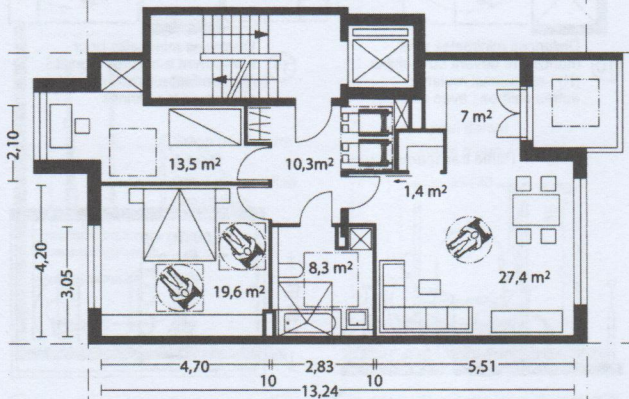 7 m²
2,10
13,5 m²
10,3m²
1,4 m²
4,20
3,05
19,6 m²
8,3 m²
27,4 m²
4,70
2,83
5,51
10
10
13,24